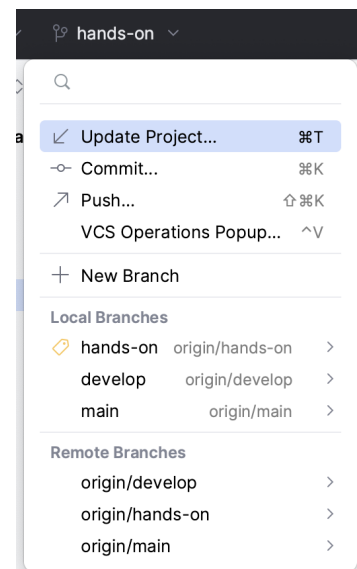 hands-on
a
Update Project... ⌘T
Commit... ⌘K
Push... ⇧⌘K
VCS Operations Popup... ^V
New Branch
Local Branches
hands-on origin/hands-on
develop origin/develop
main origin/main
Remote Branches
origin/develop
origin/hands-on
origin/main